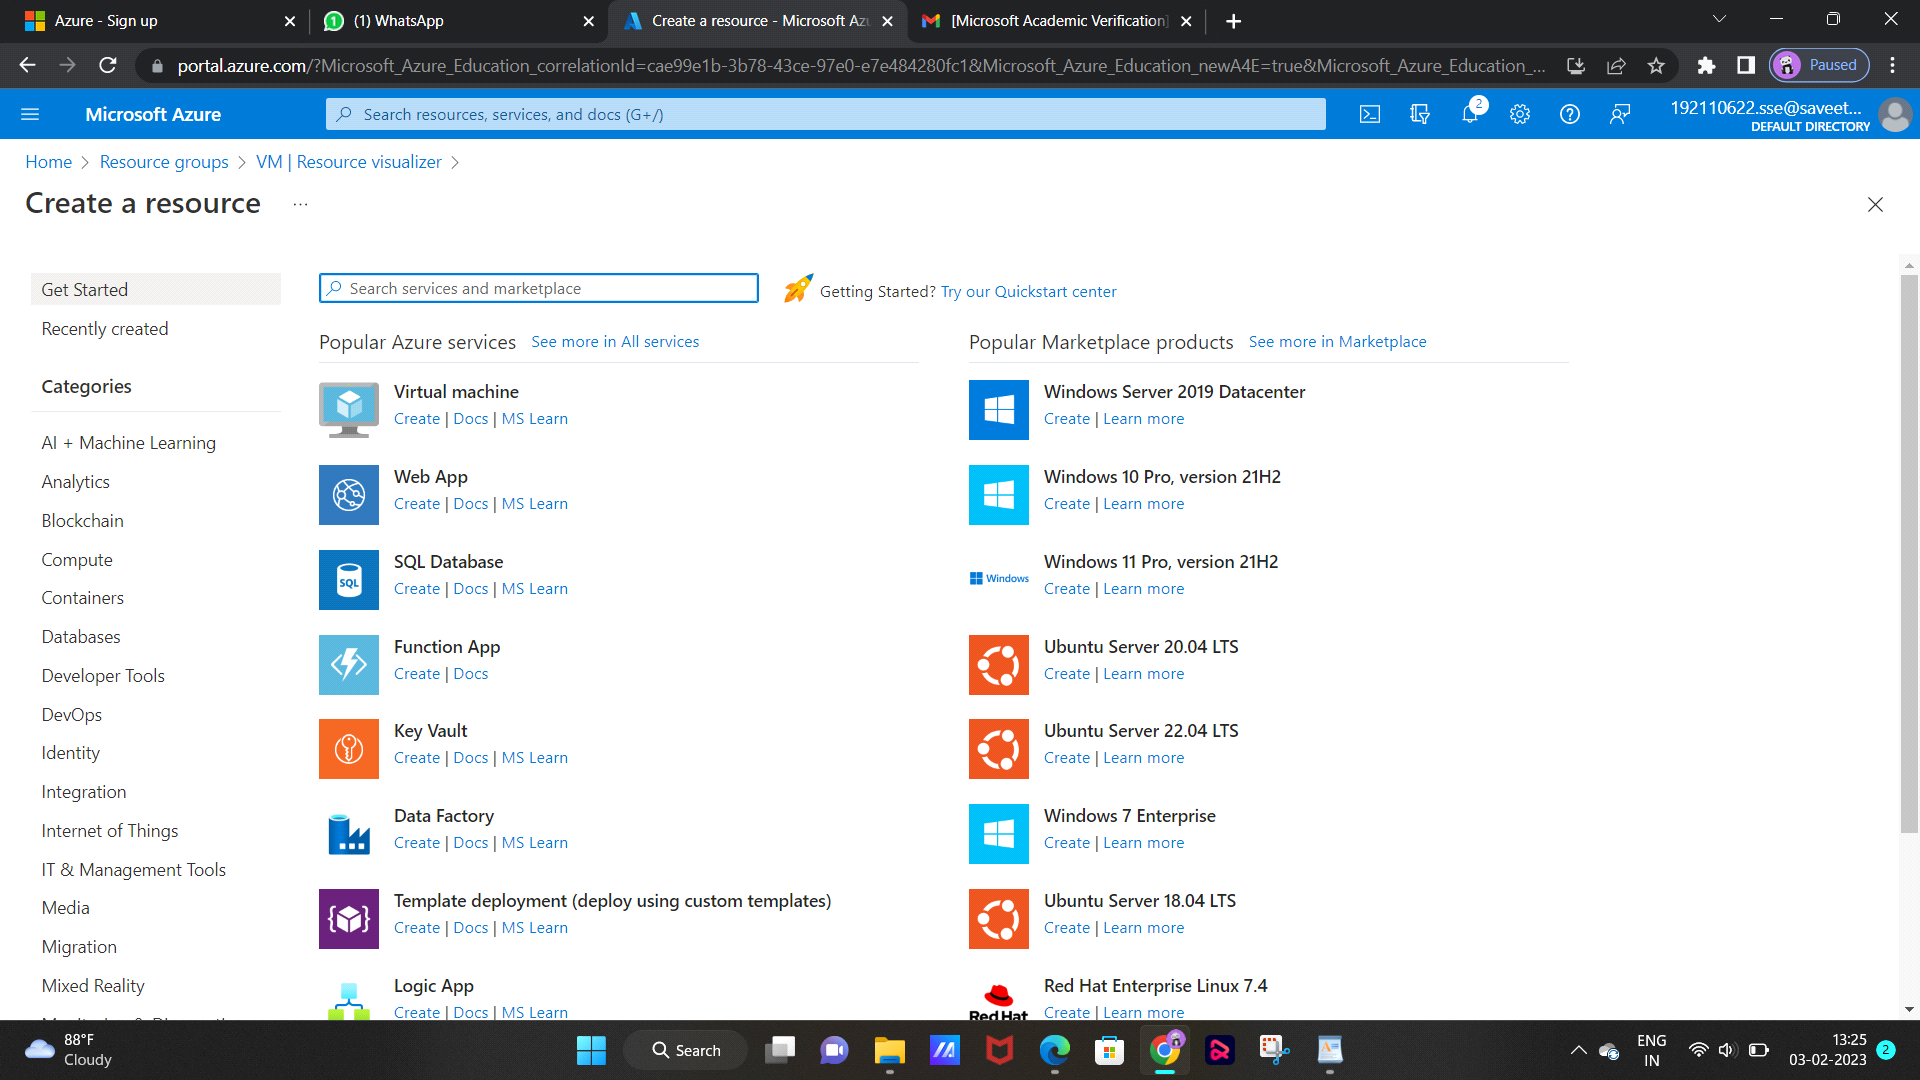 Azure - Sign up
(1) WhatsApp
Create a resource - Microsoft Azu
[Microsoft Academic Verification]
portal.azure.com/?Microsoft_Azure_Education_correlationId=cae99e1b-3b78-43ce-97e0-e7e484280fc1&Microsoft_Azure_Education_newA4E=true&Microsoft_Azure_Education_...
Paused
Microsoft Azure
Search resources, services, and docs (G+/)
2
192110622.sse@saveet...
DEFAULT DIRECTORY
Home > Resource groups > VM | Resource visualizer >
Create a resource ...
Get Started
Recently created
Categories
AI + Machine Learning
Analytics
Blockchain
Compute
Containers
Databases
Developer Tools
DevOps
Identity
Integration
Internet of Things
IT & Management Tools
Media
Migration
Mixed Reality
Search services and marketplace
Getting Started? Try our Quickstart center
Popular Azure services See more in All services
Virtual machine
Create | Docs | MS Learn
Web App
Create | Docs | MS Learn
SQL
SQL Database
Create | Docs | MS Learn
Function App
Create | Docs
Key Vault
Create | Docs | MS Learn
Data Factory
Create | Docs | MS Learn
Template deployment (deploy using custom templates)
Create | Docs | MS Learn
Logic App
Create | Docs | MS Learn
Popular Marketplace products See more in Marketplace
Windows Server 2019 Datacenter
Create | Learn more
Windows 10 Pro, version 21H2
Create | Learn more
Windows
Windows 11 Pro, version 21H2
Create | Learn more
Ubuntu Server 20.04 LTS
Create | Learn more
Ubuntu Server 22.04 LTS
Create | Learn more
Windows 7 Enterprise
Create | Learn more
Ubuntu Server 18.04 LTS
Create | Learn more
Red Hat
Red Hat Enterprise Linux 7.4
Create | Learn more
88°F
Cloudy
Search
ENG
IN
13:25
03-02-2023
2